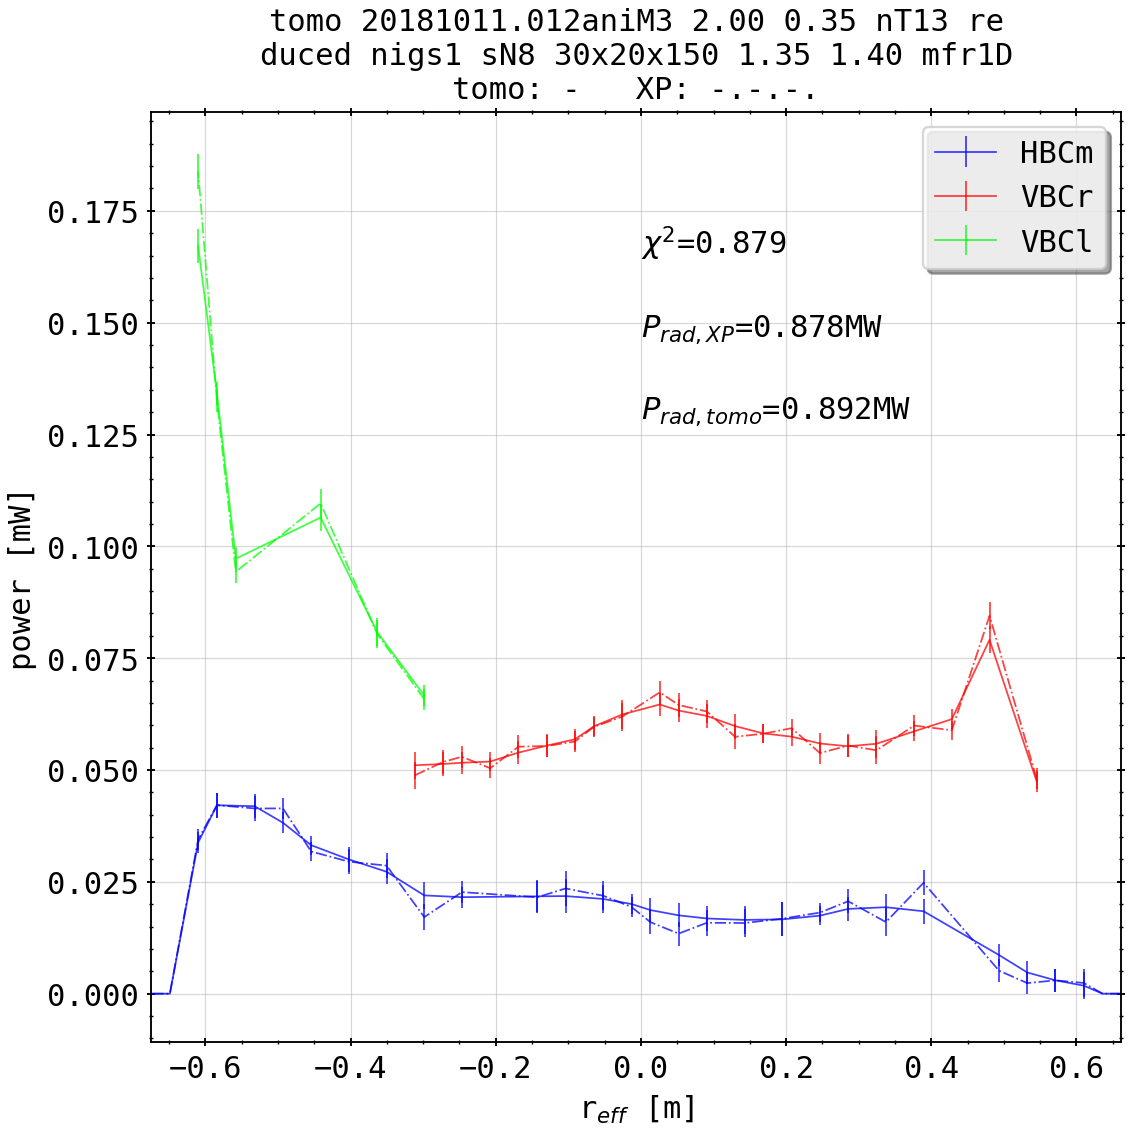 tomo 20181011.012aniM3 2.00 0.35 nT13 re
duced nigs1 sN8 30x20x150 1.35 1.40 mfr1D
tomo: -   XP: -.-.-.
HBCm
VBCr
VBCl
χ²=0.879
P_rad,XP=0.878MW
P_rad,tomo=0.892MW
power [mW]
0.175
0.150
0.125
0.100
0.075
0.050
0.025
0.000
−0.6 −0.4 −0.2 0.0 0.2 0.4 0.6
r_eff [m]